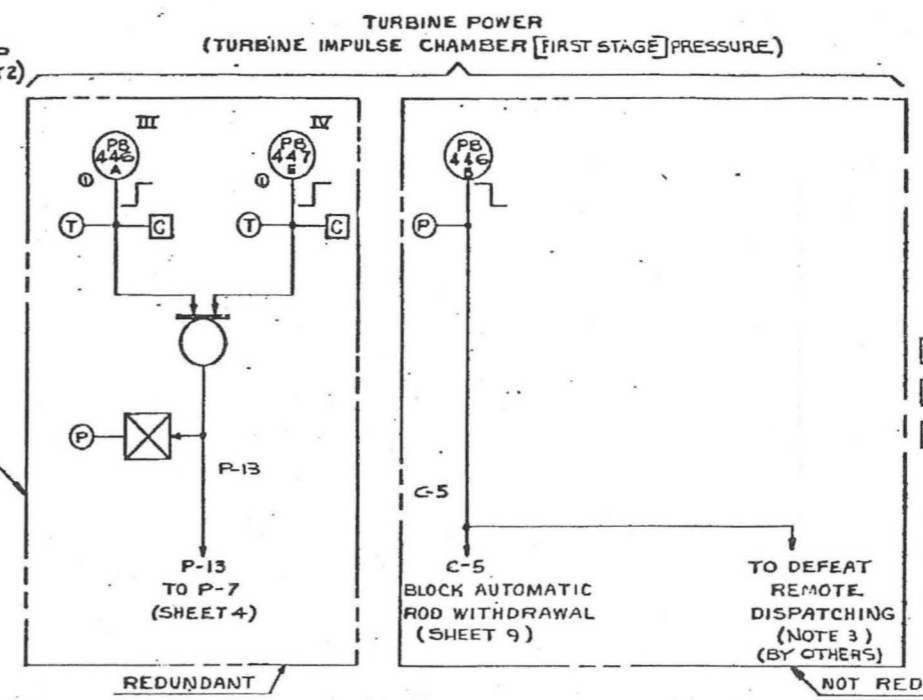 TURBINE POWER
(TURBINE IMPULSE CHAMBER [FIRST STAGE] PRESSURE)
III
IV
PB
446
A
PB
447
E
PB
446
B
①
①
T
C
T
C
P
P
P-13
C-5
P-13
TO P-7
(SHEET 4)
C-5
BLOCK AUTOMATIC
ROD WITHDRAWAL
(SHEET 9)
TO DEFEAT
REMOTE
DISPATCHING
(NOTE 3)
(BY OTHERS)
REDUNDANT
NOT RED